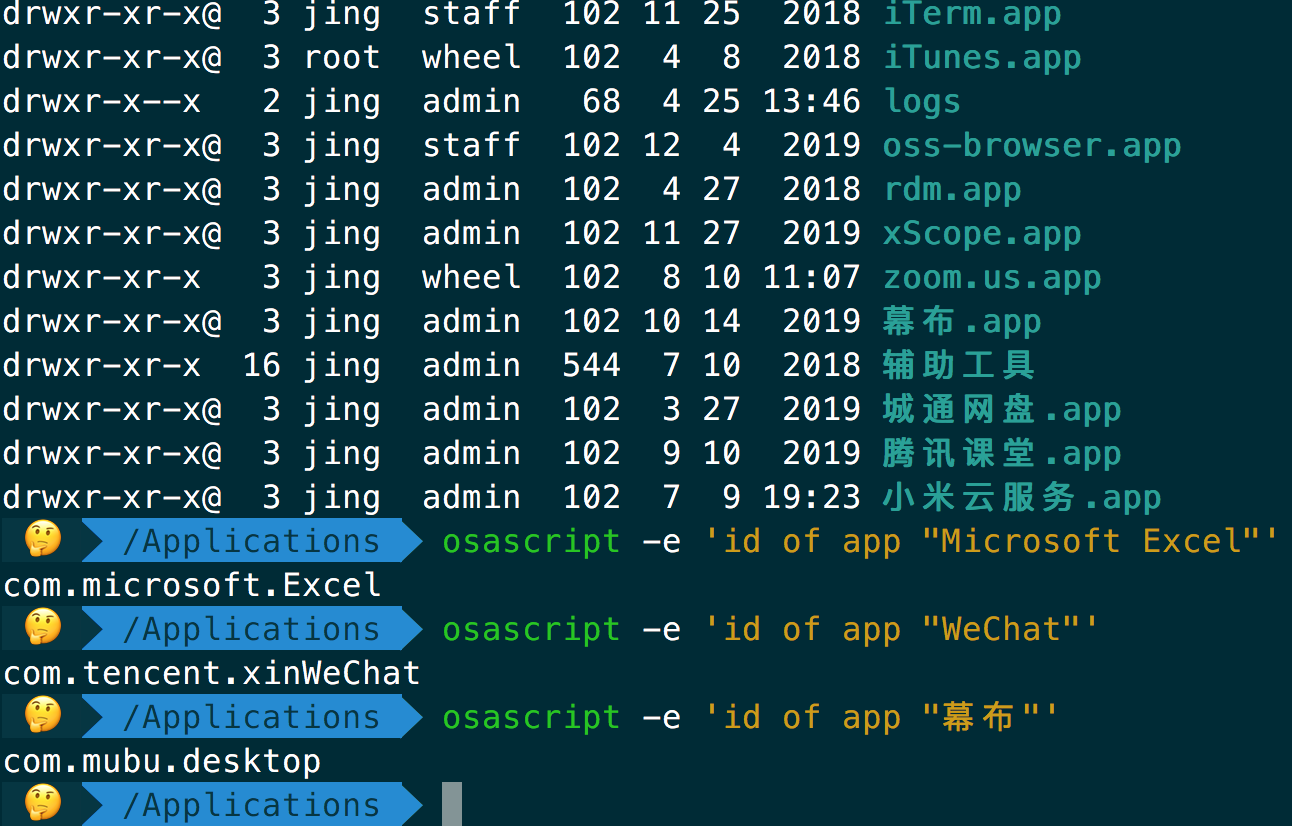 drwxr-xr-x@  3 jing  staff  102 11 25  2018 iTerm.app
drwxr-xr-x@  3 root  wheel  102  4  8  2018 iTunes.app
drwxr-x--x   2 jing  admin   68  4 25 13:46 logs
drwxr-xr-x@  3 jing  staff  102 12  4  2019 oss-browser.app
drwxr-xr-x@  3 jing  admin  102  4 27  2018 rdm.app
drwxr-xr-x@  3 jing  admin  102 11 27  2019 xScope.app
drwxr-xr-x   3 jing  wheel  102  8 10 11:07 zoom.us.app
drwxr-xr-x@  3 jing  admin  102 10 14  2019 幕布.app
drwxr-xr-x  16 jing  admin  544  7 10  2018 辅助工具
drwxr-xr-x@  3 jing  admin  102  3 27  2019 城通网盘.app
drwxr-xr-x@  3 jing  admin  102  9 10  2019 腾讯课堂.app
drwxr-xr-x@  3 jing  admin  102  7  9 19:23 小米云服务.app
🤔 /Applications osascript -e 'id of app "Microsoft Excel"'
com.microsoft.Excel
🤔 /Applications osascript -e 'id of app "WeChat"'
com.tencent.xinWeChat
🤔 /Applications osascript -e 'id of app "幕布"'
com.mubu.desktop
🤔 /Applications